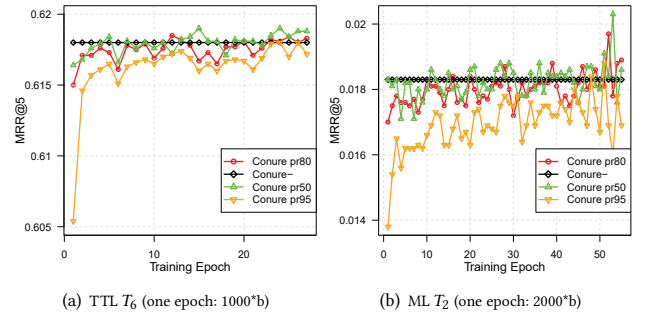 0.62
0.615
0.61
0.605
MRR@5
Conure pr80
Conure−
Conure pr50
Conure pr95
0
10
20
Training Epoch
(a) TTL T6 (one epoch: 1000*b)
0.02
0.018
0.016
0.014
MRR@5
Conure pr80
Conure−
Conure pr50
Conure pr95
0
10
20
30
40
50
Training Epoch
(b) ML T2 (one epoch: 2000*b)